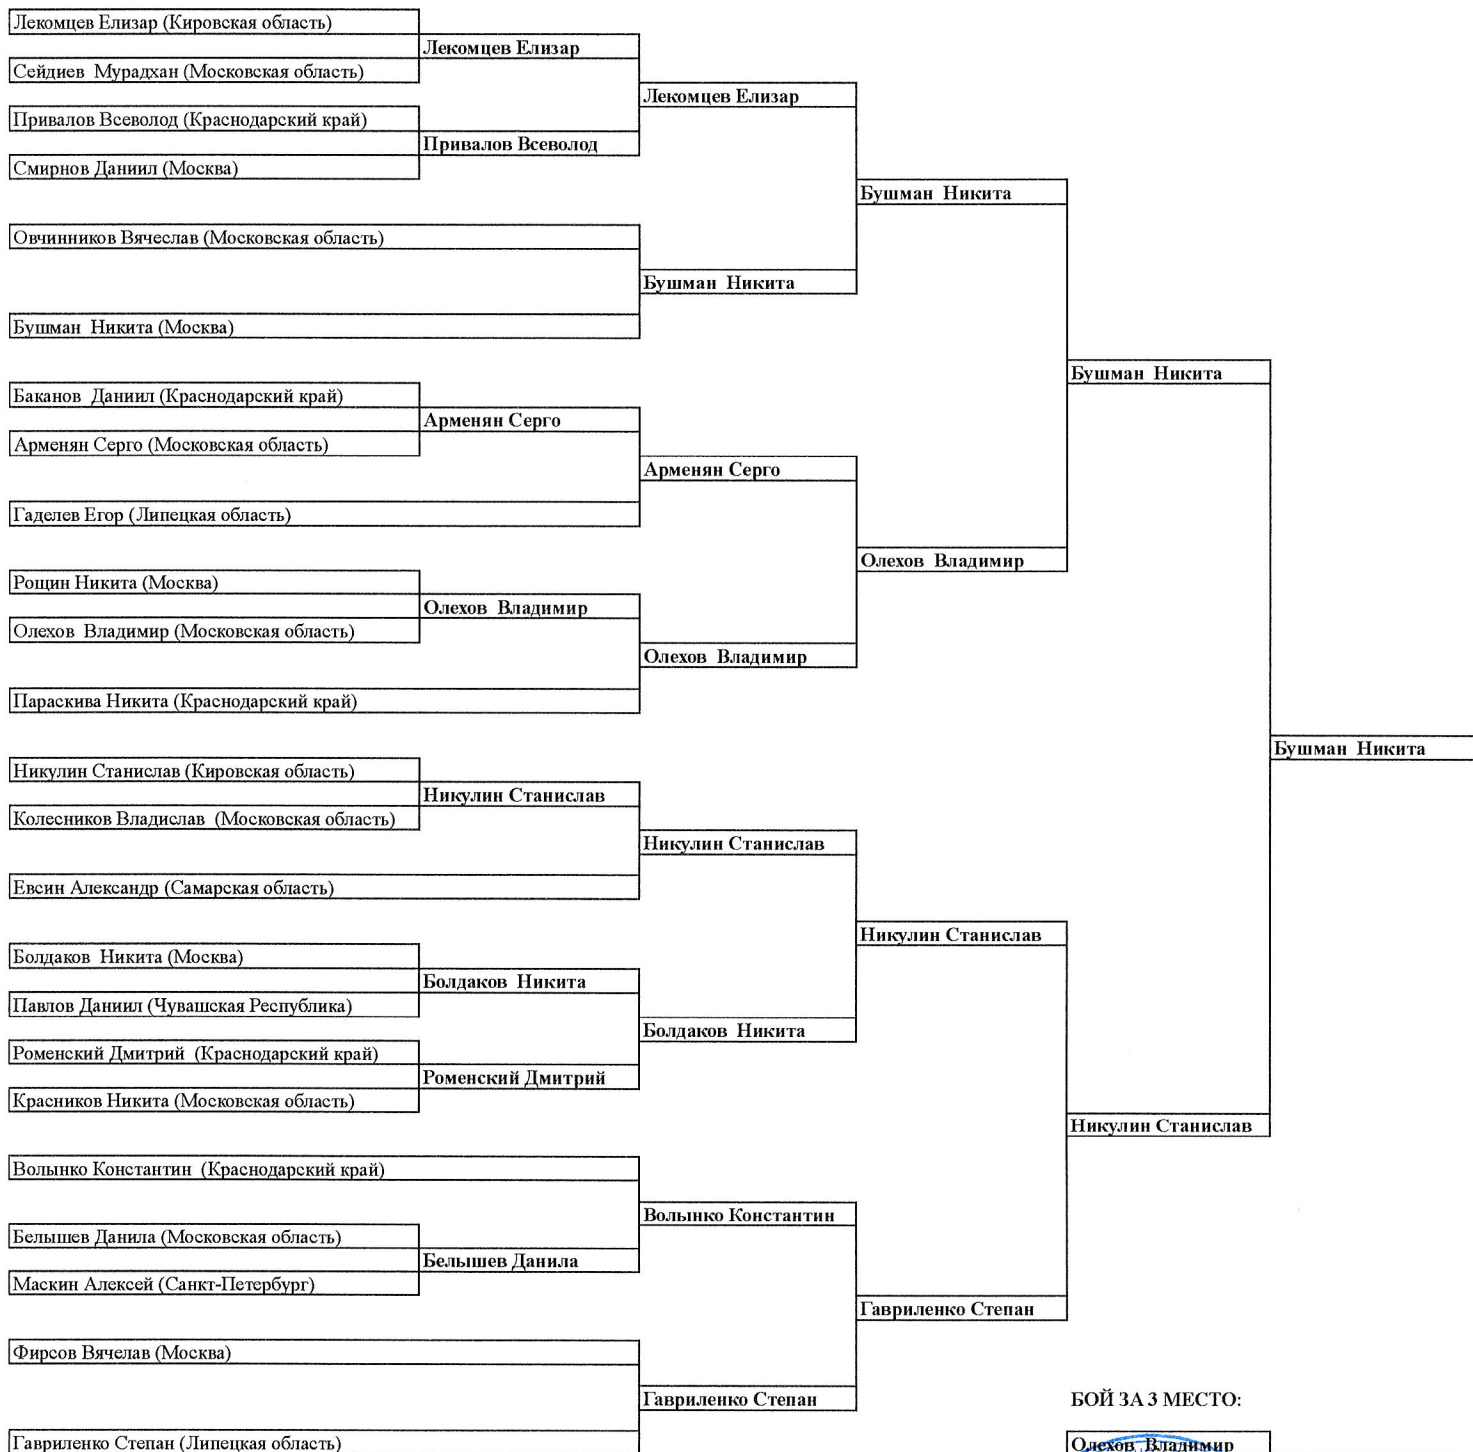 Лекомцев Елизар (Кировская область)
Лекомцев Елизар
Сейдиев Мурадхан (Московская область)
Лекомцев Елизар
Привалов Всеволод (Краснодарский край)
Привалов Всеволод
Смирнов Даниил (Москва)
Бушман Никита
Овчинников Вячеслав (Московская область)
Бушман Никита
Бушман Никита (Москва)
Бушман Никита
Баканов Даниил (Краснодарский край)
Арменян Серго
Арменян Серго (Московская область)
Арменян Серго
Гаделев Егор (Липецкая область)
Олехов Владимир
Рощин Никита (Москва)
Олехов Владимир
Олехов Владимир (Московская область)
Олехов Владимир
Параскива Никита (Краснодарский край)
Бушман Никита
Никулин Станислав (Кировская область)
Никулин Станислав
Колесников Владислав (Московская область)
Никулин Станислав
Евсин Александр (Самарская область)
Никулин Станислав
Болдаков Никита (Москва)
Болдаков Никита
Павлов Даниил (Чувашская Республика)
Болдаков Никита
Роменский Дмитрий (Краснодарский край)
Роменский Дмитрий
Красников Никита (Московская область)
Никулин Станислав
Волынко Константин (Краснодарский край)
Волынко Константин
Белышев Данила (Московская область)
Белышев Данила
Маскин Алексей (Санкт-Петербург)
Гавриленко Степан
Фирсов Вячелав (Москва)
Гавриленко Степан
БОЙ ЗА 3 МЕСТО:
Гавриленко Степан (Липецкая область)
Олехов Владимир